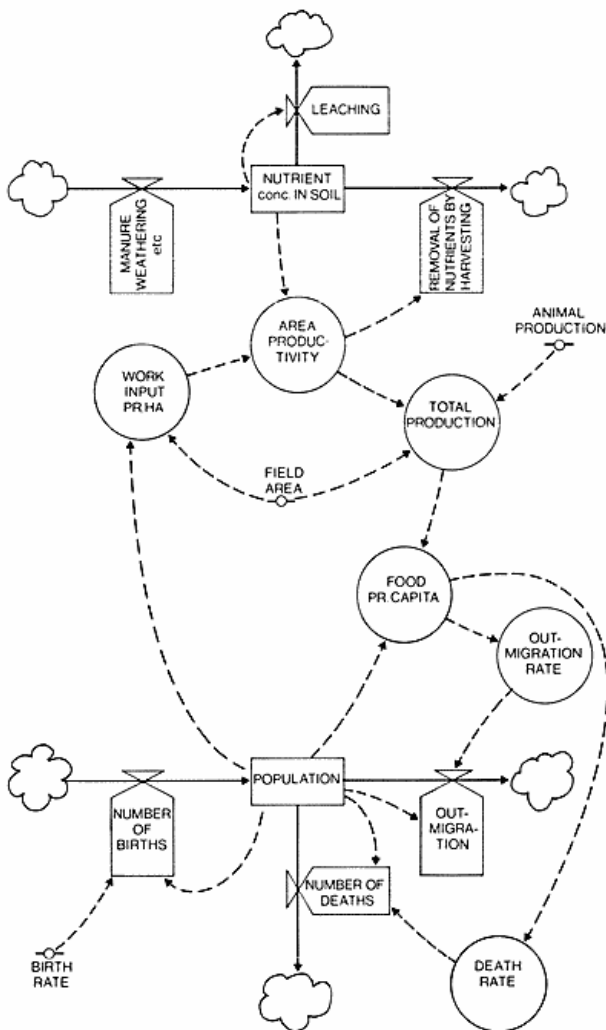 LEACHING
NUTRIENT
conc. IN SOIL
MANURE
WEATHERING
etc
REMOVAL OF
NUTRIENTS BY
HARVESTING
AREA
PRODUC-
TIVITY
ANIMAL
PRODUCTION
WORK
INPUT
PR.HA
TOTAL
PRODUCTION
FIELD
AREA
FOOD
PR. CAPITA
OUT-
MIGRATION
RATE
POPULATION
NUMBER
OF
BIRTHS
OUT-
MIGRA-
TION
NUMBER OF
DEATHS
BIRTH
RATE
DEATH
RATE